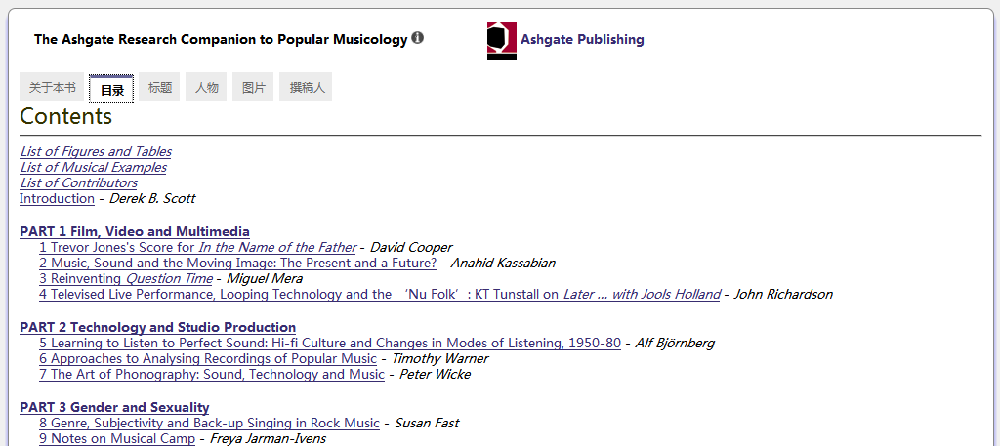 The Ashgate Research Companion to Popular Musicology
Ashgate Publishing
关于本书 目录 标题 人物 图片 撰稿人
Contents
List of Figures and Tables
List of Musical Examples
List of Contributors
Introduction - Derek B. Scott
PART 1 Film, Video and Multimedia
1 Trevor Jones's Score for In the Name of the Father - David Cooper
2 Music, Sound and the Moving Image: The Present and a Future? - Anahid Kassabian
3 Reinventing Question Time - Miguel Mera
4 Televised Live Performance, Looping Technology and the ‘Nu Folk’: KT Tunstall on Later ... with Jools Holland - John Richardson
PART 2 Technology and Studio Production
5 Learning to Listen to Perfect Sound: Hi-fi Culture and Changes in Modes of Listening, 1950-80 - Alf Björnberg
6 Approaches to Analysing Recordings of Popular Music - Timothy Warner
7 The Art of Phonography: Sound, Technology and Music - Peter Wicke
PART 3 Gender and Sexuality
8 Genre, Subjectivity and Back-up Singing in Rock Music - Susan Fast
9 Notes on Musical Camp - Freya Jarman-Ivens